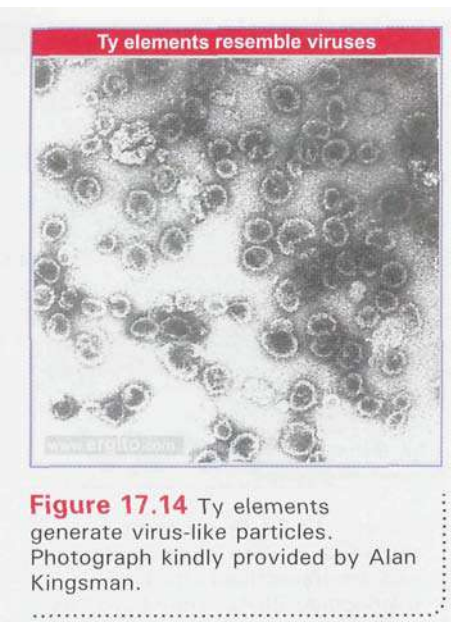 Ty elements resemble viruses
www.ergito.com
Figure 17.14 Ty elements
generate virus-like particles.
Photograph kindly provided by Alan
Kingsman.